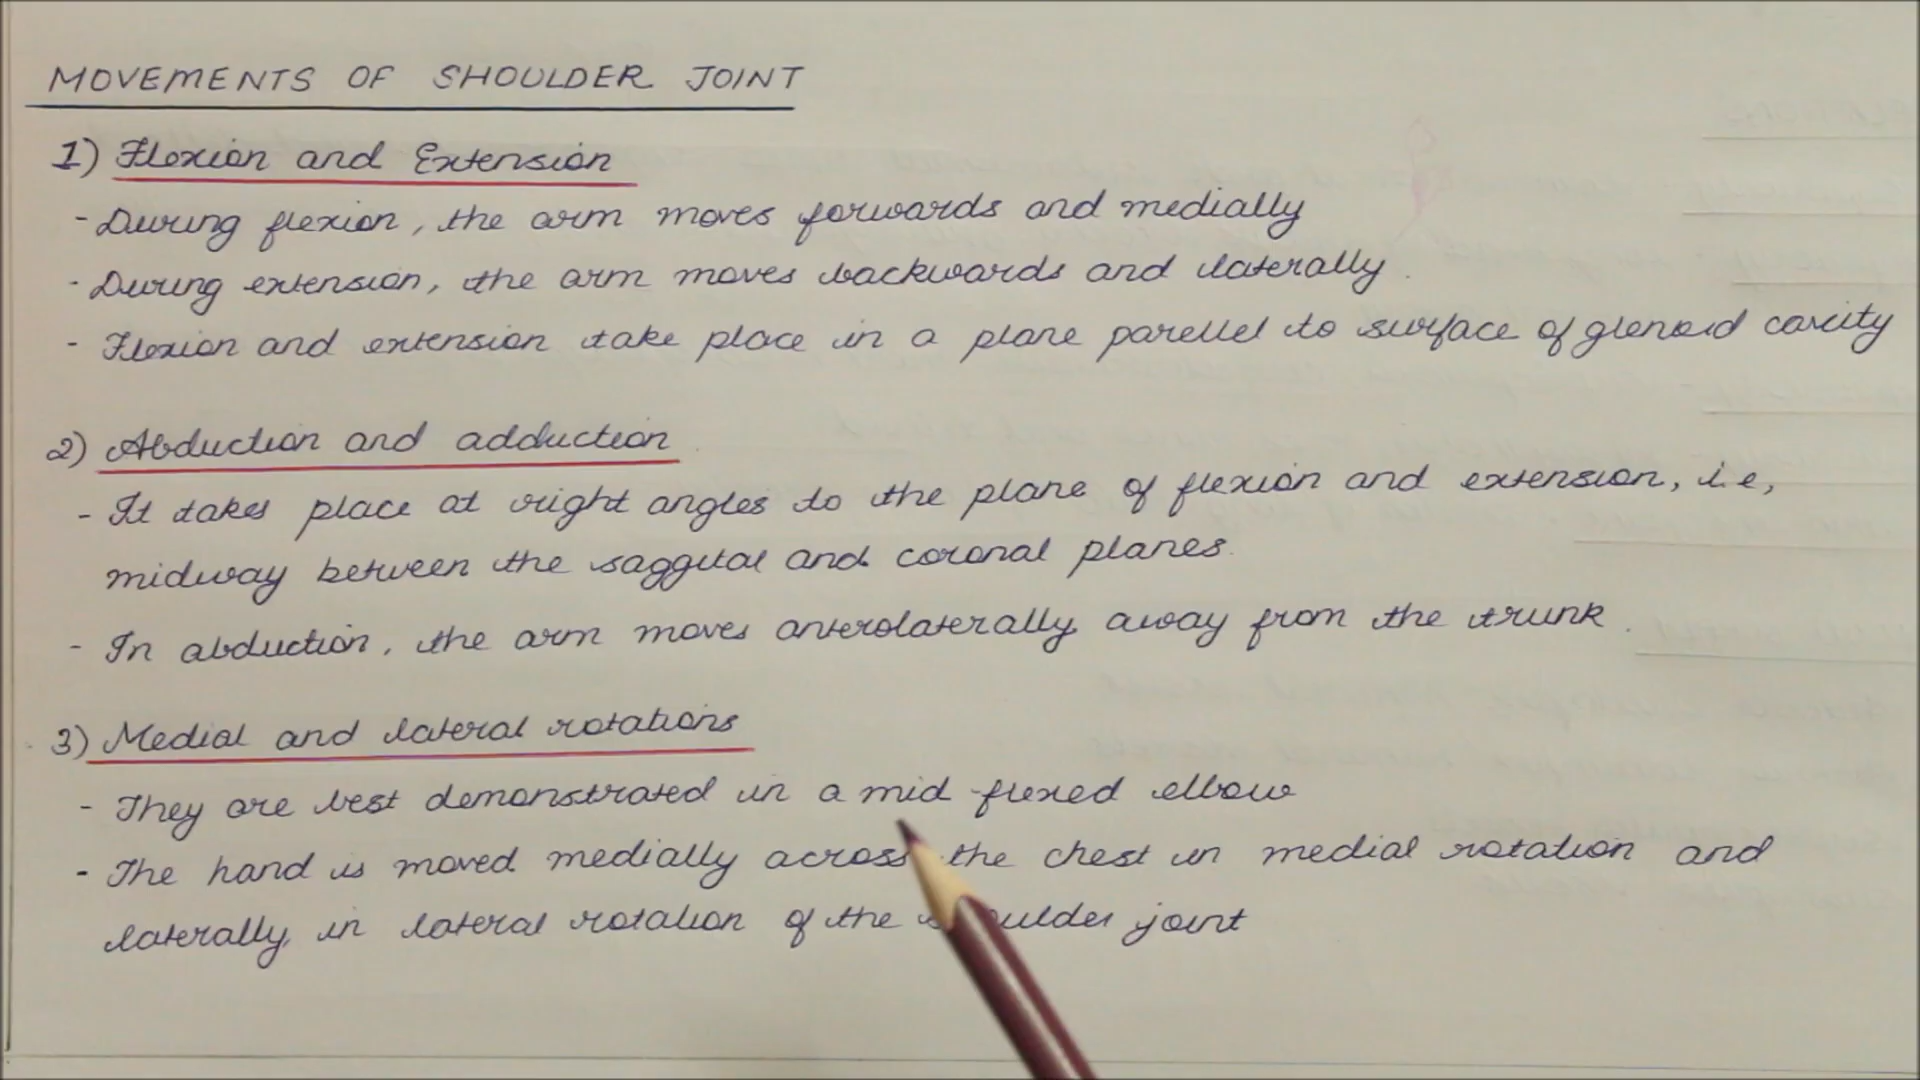 MOVEMENTS OF SHOULDER JOINT
1) Flexion and Extension
- During flexion, the arm moves forwards and medially
- During extension, the arm moves backwards and laterally.
- Flexion and extension take place in a plane parellel to surface of glenoid cavity
2) Abduction and adduction
- It takes place at right angles to the plane of flexion and extension, i.e,
midway between the saggital and coronal planes.
- In abduction, the arm moves anterolaterally away from the trunk.
3) Medial and lateral rotations
- They are best demonstrated in a mid-flexed elbow
- The hand is moved medially across the chest in medial rotation and
laterally in lateral rotation of the shoulder joint